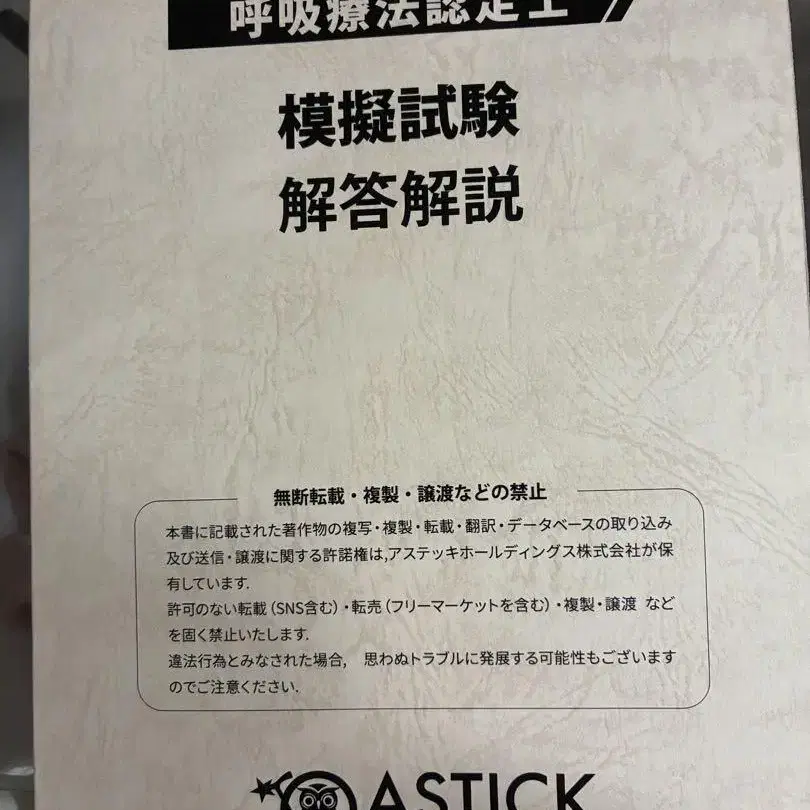 呼吸療法認定士
模擬試験
解答解説
無断転載・複製・譲渡などの禁止
本書に記載された著作物の複写・複製・転載・翻訳・データベースの取り込み
及び送信・譲渡に関する許諾権は,アステッキホールディングス株式会社が保
有しています.
許可のない転載（SNS含む）・転売（フリーマーケットを含む）・複製・譲渡 など
を固く禁止いたします.
違法行為とみなされた場合, 思わぬトラブルに発展する可能性もございます
のでご注意ください.
ASTICK